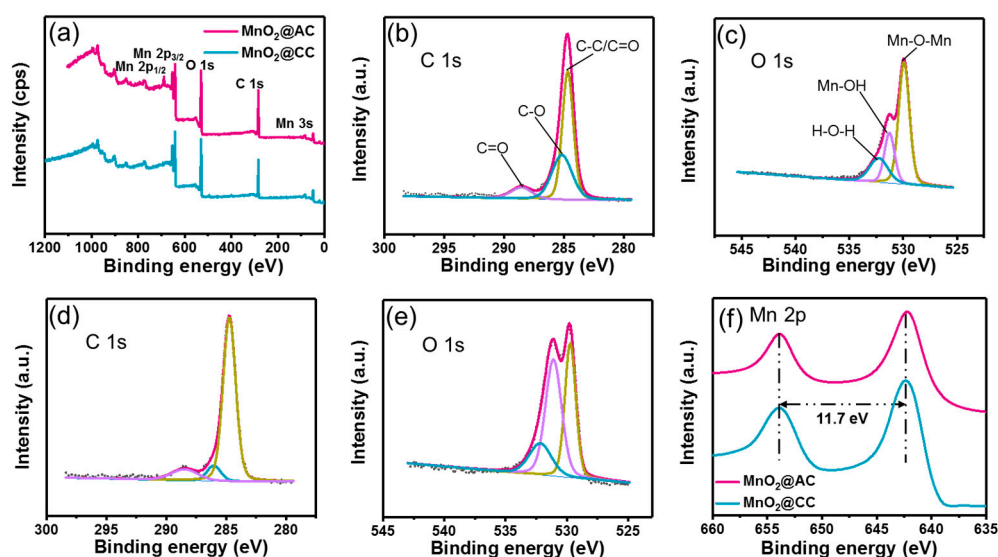 (a)
MnO2@AC
MnO2@CC
Mn 2p3/2
Mn 2p1/2
O 1s
C 1s
Mn 3s
Intensity (cps)
1200 1000 800 600 400 200 0
Binding energy (eV)
(b)
C 1s
C-C/C=O
C-O
C=O
Intensity (a.u.)
300 295 290 285 280
Binding energy (eV)
(c)
O 1s
Mn-O-Mn
Mn-OH
H-O-H
Intensity (a.u.)
545 540 535 530 525
Binding energy (eV)
(d)
C 1s
Intensity (a.u.)
300 295 290 285 280
Binding energy (eV)
(e)
O 1s
Intensity (a.u.)
545 540 535 530 525
Binding energy (eV)
(f)
Mn 2p
11.7 eV
MnO2@AC
MnO2@CC
Intensity (a.u.)
660 655 650 645 640 635
Binding energy (eV)